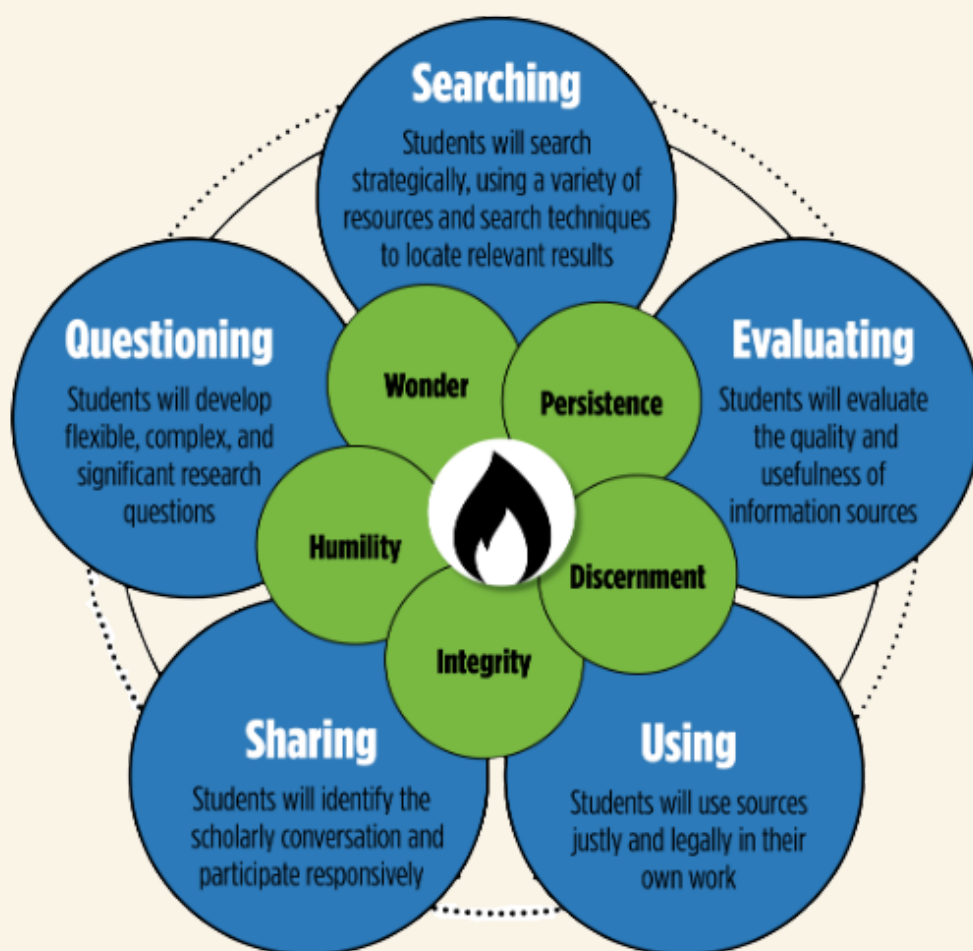 Searching
Students will search
strategically, using a variety of
resources and search techniques
to locate relevant results
Questioning
Students will develop
flexible, complex, and
significant research
questions
Evaluating
Students will evaluate
the quality and
usefulness of
information sources
Wonder
Persistence
Humility
Discernment
Integrity
Sharing
Students will identify the
scholarly conversation and
participate responsively
Using
Students will use sources
justly and legally in their
own work